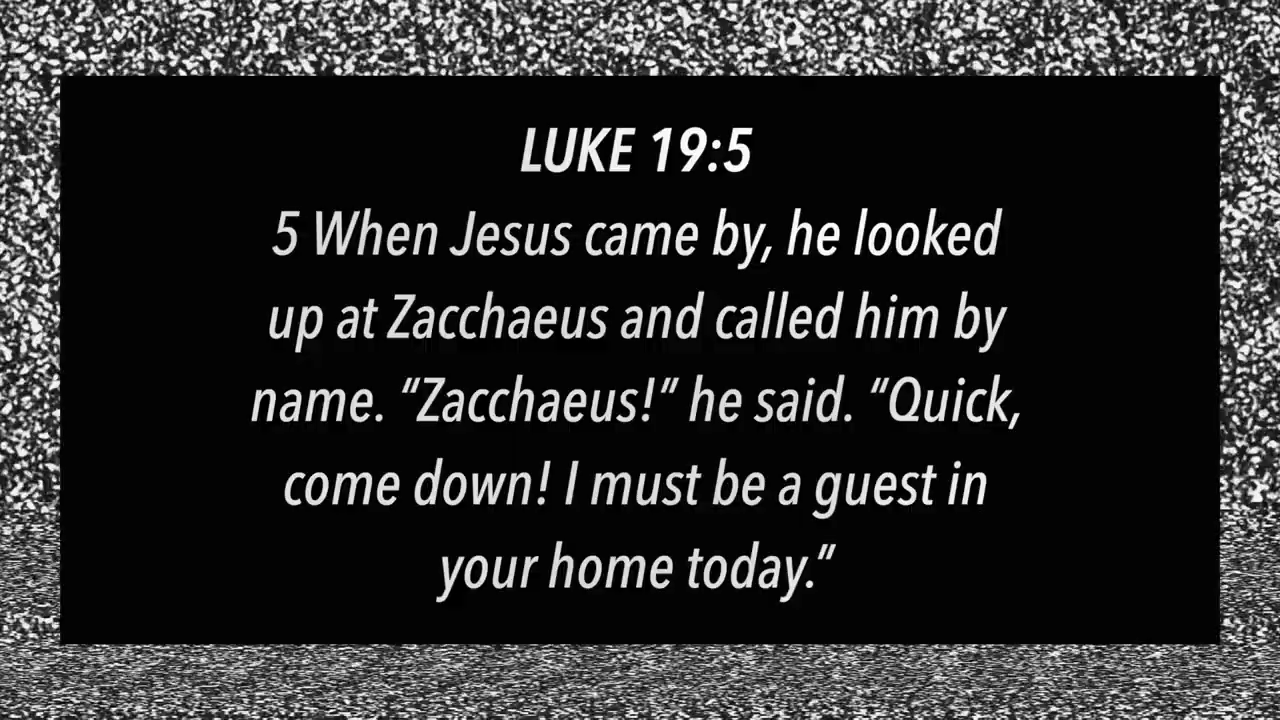 LUKE 19:5
5 When Jesus came by, he looked
up at Zacchaeus and called him by
name. “Zacchaeus!” he said. “Quick,
come down! I must be a guest in
your home today.”